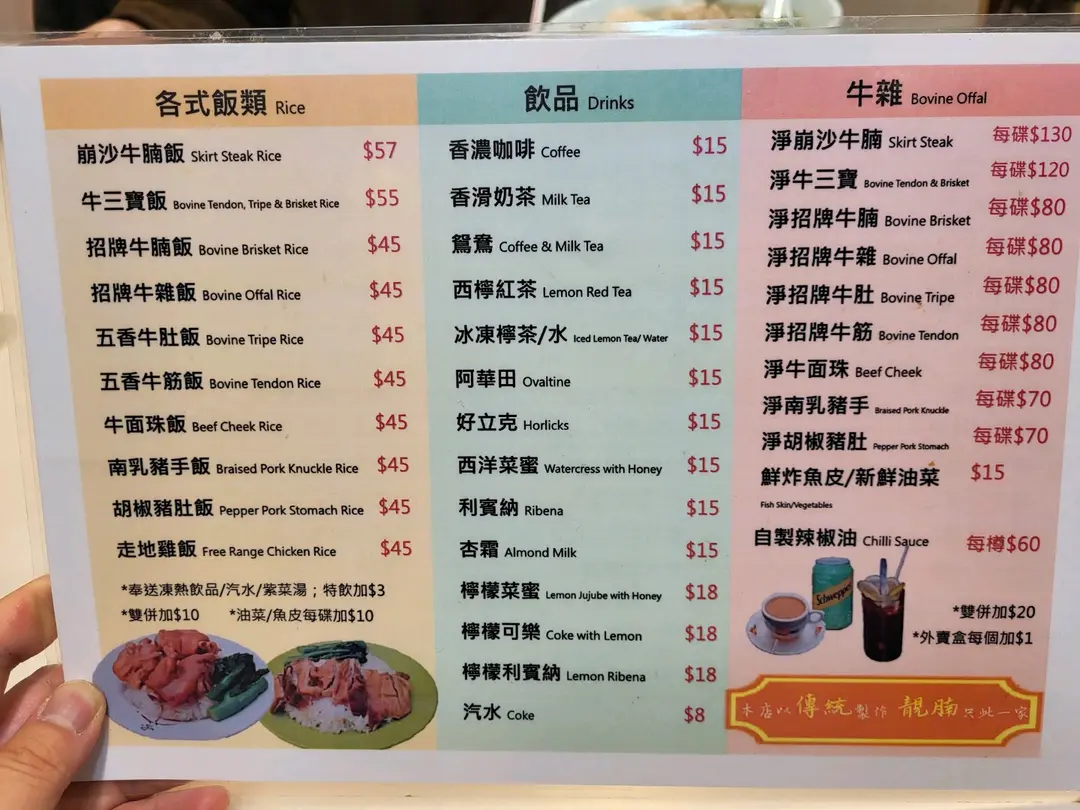 各式飯類 Rice
崩沙牛腩飯 Skirt Steak Rice $57
牛三寶飯 Bovine Tendon, Tripe & Brisket Rice $55
招牌牛腩飯 Bovine Brisket Rice $45
招牌牛雜飯 Bovine Offal Rice $45
五香牛肚飯 Bovine Tripe Rice $45
五香牛筋飯 Bovine Tendon Rice $45
牛面珠飯 Beef Cheek Rice $45
南乳豬手飯 Braised Pork Knuckle Rice $45
胡椒豬肚飯 Pepper Pork Stomach Rice $45
走地雞飯 Free Range Chicken Rice $45
*奉送凍熱飲品/汽水/紫菜湯；特飲加$3
*雙併加$10 *油菜/魚皮每碟加$10
飲品 Drinks
香濃咖啡 Coffee $15
香滑奶茶 Milk Tea $15
鴛鴦 Coffee & Milk Tea $15
西檸紅茶 Lemon Red Tea $15
冰凍檸茶/水 Iced Lemon Tea/ Water $15
阿華田 Ovaltine $15
好立克 Horlicks $15
西洋菜蜜 Watercress with Honey $15
利賓納 Ribena $15
杏霜 Almond Milk $15
檸檬菜蜜 Lemon Jujube with Honey $18
檸檬可樂 Coke with Lemon $18
檸檬利賓納 Lemon Ribena $18
汽水 Coke $8
牛雜 Bovine Offal
淨崩沙牛腩 Skirt Steak 每碟$130
淨牛三寶 Bovine Tendon & Brisket 每碟$120
淨招牌牛腩 Bovine Brisket 每碟$80
淨招牌牛雜 Bovine Offal 每碟$80
淨招牌牛肚 Bovine Tripe 每碟$80
淨招牌牛筋 Bovine Tendon 每碟$80
淨牛面珠 Beef Cheek 每碟$80
淨南乳豬手 Braised Pork Knuckle 每碟$70
淨胡椒豬肚 Pepper Pork Stomach 每碟$70
鮮炸魚皮/新鮮油菜 $15
Fish Skin/Vegetables
自製辣椒油 Chilli Sauce 每樽$60
Schweppes
*雙併加$20
*外賣盒每個加$1
本店以傳統製作 靚腩只此一家